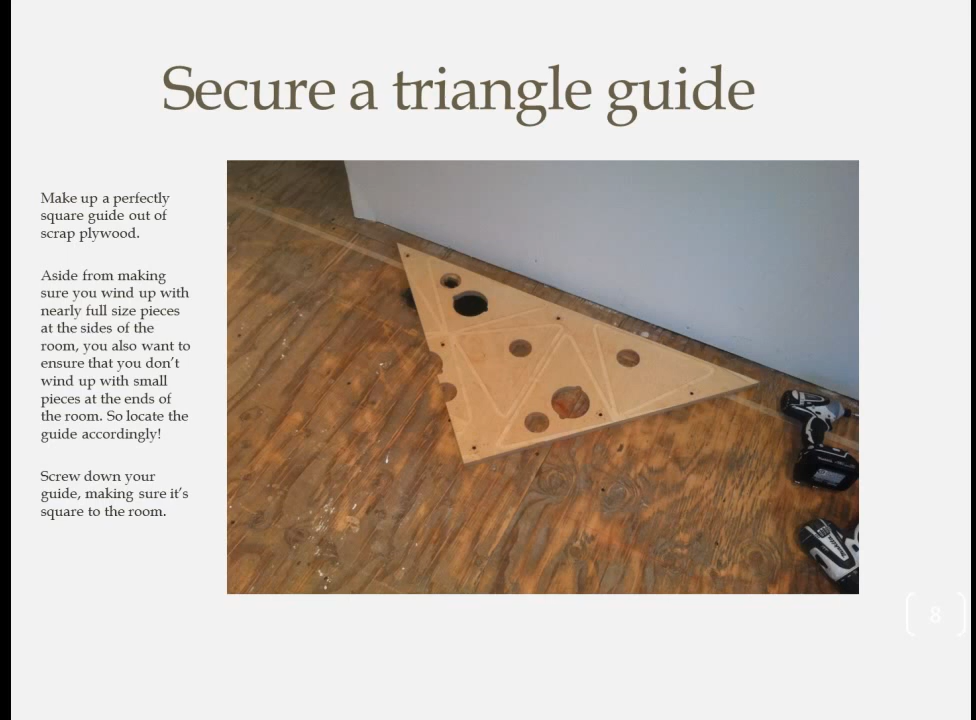 Secure a triangle guide
Make up a perfectly
square guide out of
scrap plywood.
Aside from making
sure you wind up with
nearly full size pieces
at the sides of the
room, you also want to
ensure that you don't
wind up with small
pieces at the ends of
the room. So locate the
guide accordingly!
Screw down your
guide, making sure it's
square to the room.
8